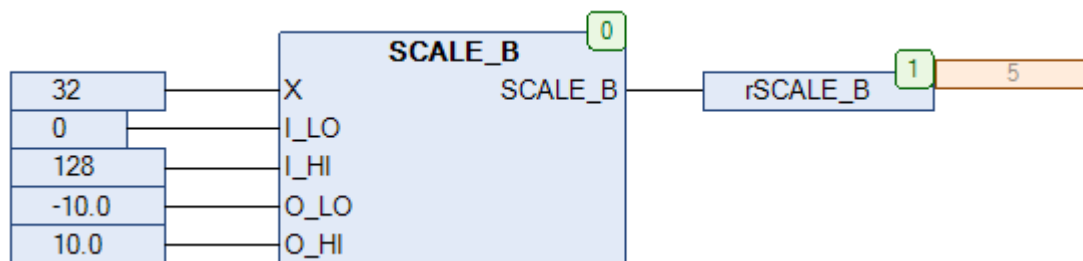 0
SCALE_B
32 X SCALE_B rSCALE_B 1 5
0 I_LO
128 I_HI
-10.0 O_LO
10.0 O_HI